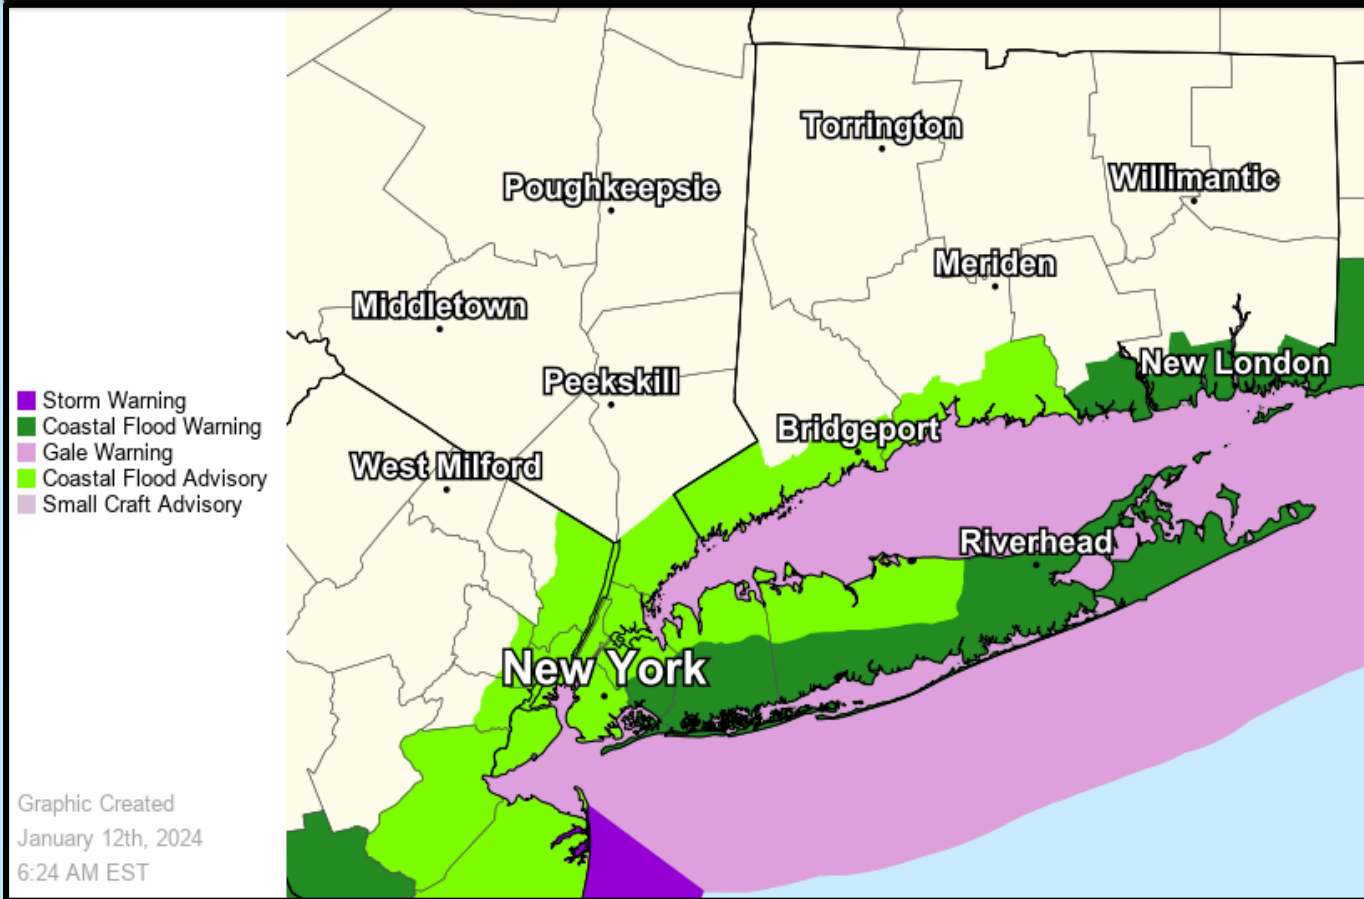 Torrington
Poughkeepsie
Willimantic
Meriden
Middletown
New London
Peekskill
Bridgeport
West Milford
Riverhead
New York
Storm Warning
Coastal Flood Warning
Gale Warning
Coastal Flood Advisory
Small Craft Advisory
Graphic Created
January 12th, 2024
6:24 AM EST